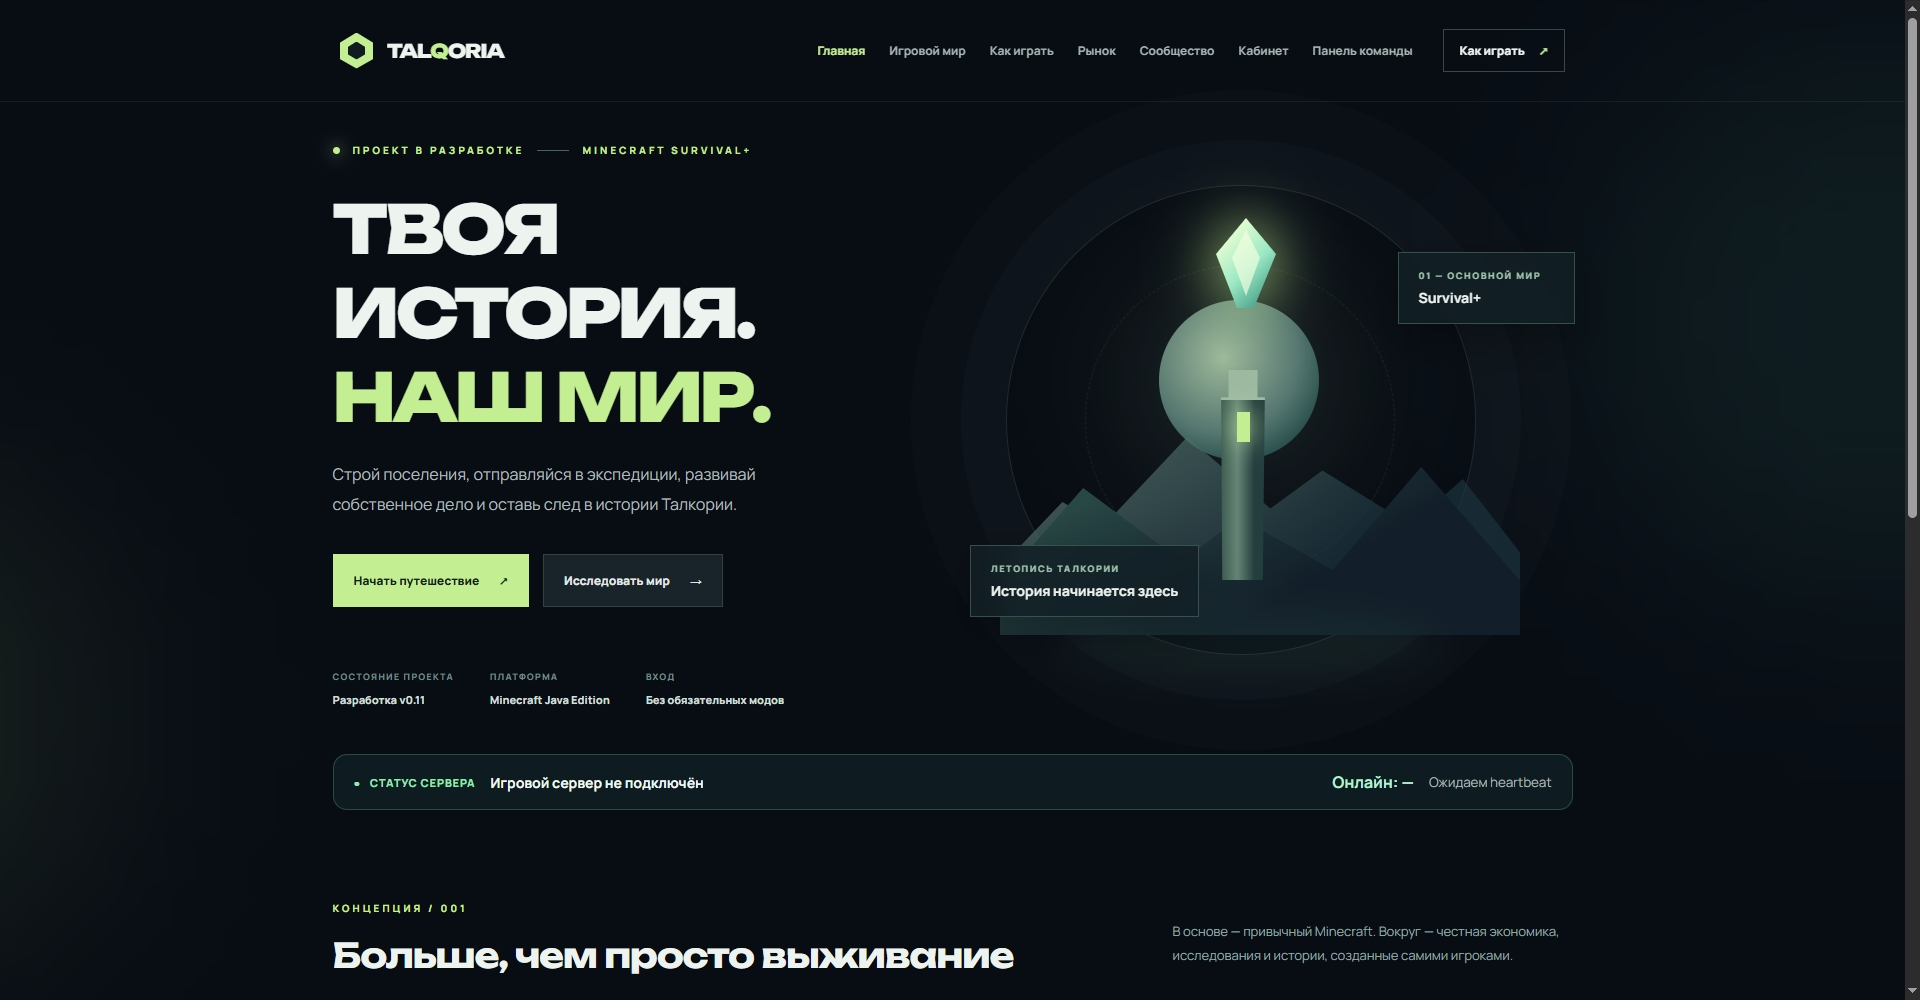 TALQORIA
Главная Игровой мир Как играть Рынок Сообщество Кабинет Панель команды Как играть ↗
ПРОЕКТ В РАЗРАБОТКЕ — MINECRAFT SURVIVAL+
ТВОЯ
ИСТОРИЯ.
НАШ МИР.
Строй поселения, отправляйся в экспедиции, развивай
собственное дело и оставь след в истории Талкории.
Начать путешествие ↗
Исследовать мир →
01 — ОСНОВНОЙ МИР
Survival+
ЛЕТОПИСЬ ТАЛКОРИИ
История начинается здесь
СОСТОЯНИЕ ПРОЕКТА
Разработка v0.11
ПЛАТФОРМА
Minecraft Java Edition
ВХОД
Без обязательных модов
СТАТУС СЕРВЕРА Игровой сервер не подключён Онлайн: — Ожидаем heartbeat
КОНЦЕПЦИЯ / 001
Больше, чем просто выживание
В основе — привычный Minecraft. Вокруг — честная экономика,
исследования и истории, созданные самими игроками.